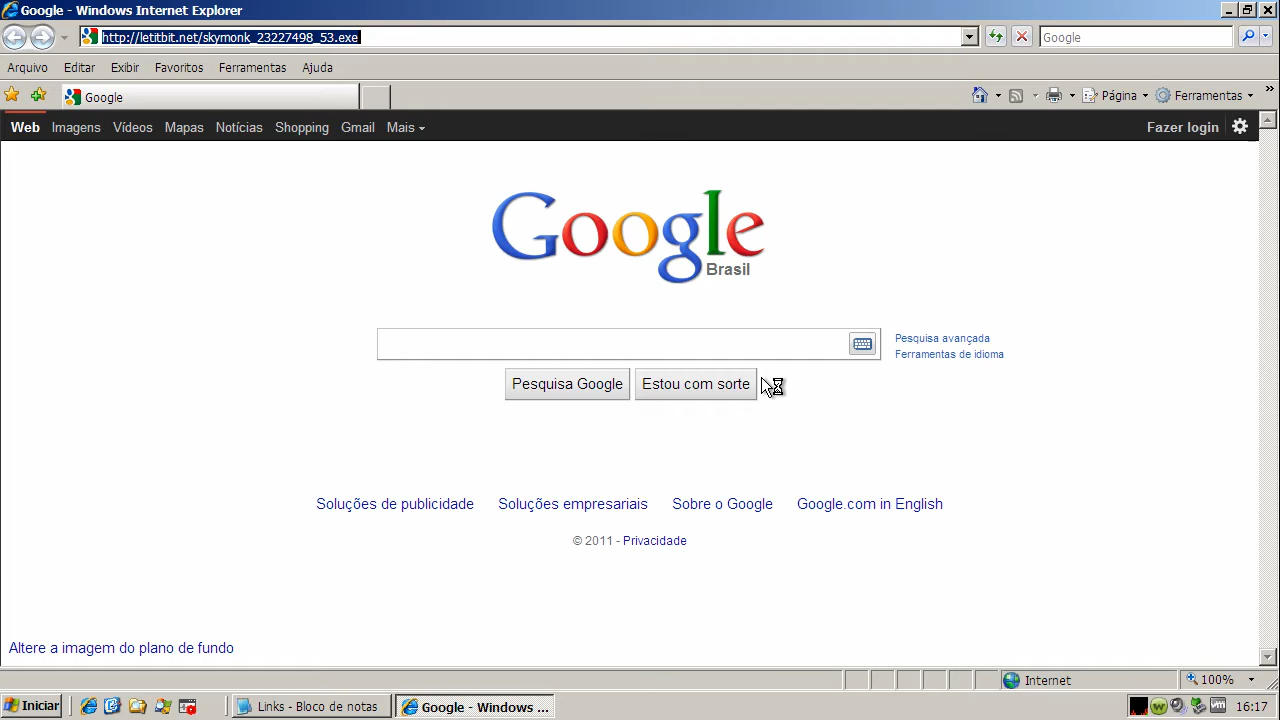 Google - Windows Internet Explorer
http://letitbit.net/skymonk_23227498_53.exe
Google
Arquivo Editar Exibir Favoritos Ferramentas Ajuda
Google
Página Ferramentas »
Web Imagens Vídeos Mapas Notícias Shopping Gmail Mais
Fazer login
Google
Brasil
Pesquisa avançada
Ferramentas de idioma
Pesquisa Google Estou com sorte
Soluções de publicidade Soluções empresariais Sobre o Google Google.com in English
© 2011 - Privacidade
Altere a imagem do plano de fundo
Internet 100%
Iniciar Links - Bloco de notas Google - Windows ... 16:17